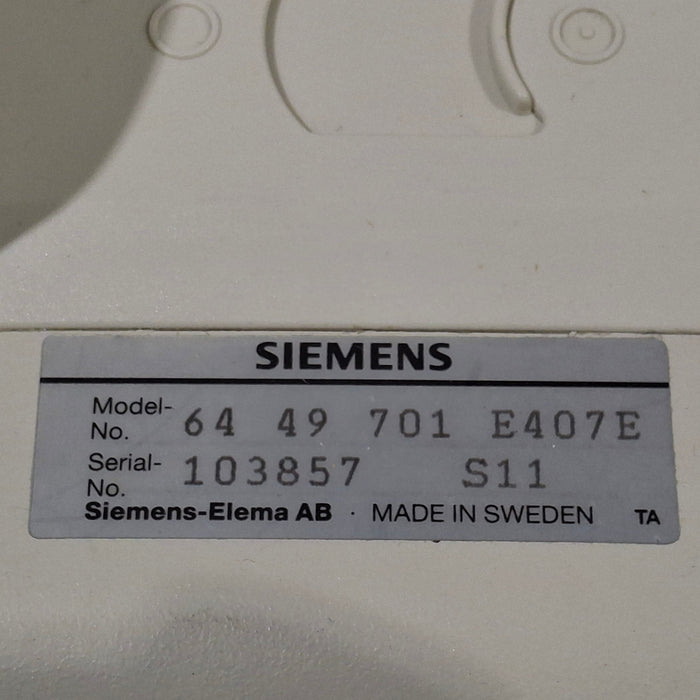 SIEMENS
Model-No. 64 49 701 E407E
Serial-No. 103857 S11
Siemens-Elema AB · MADE IN SWEDEN TA